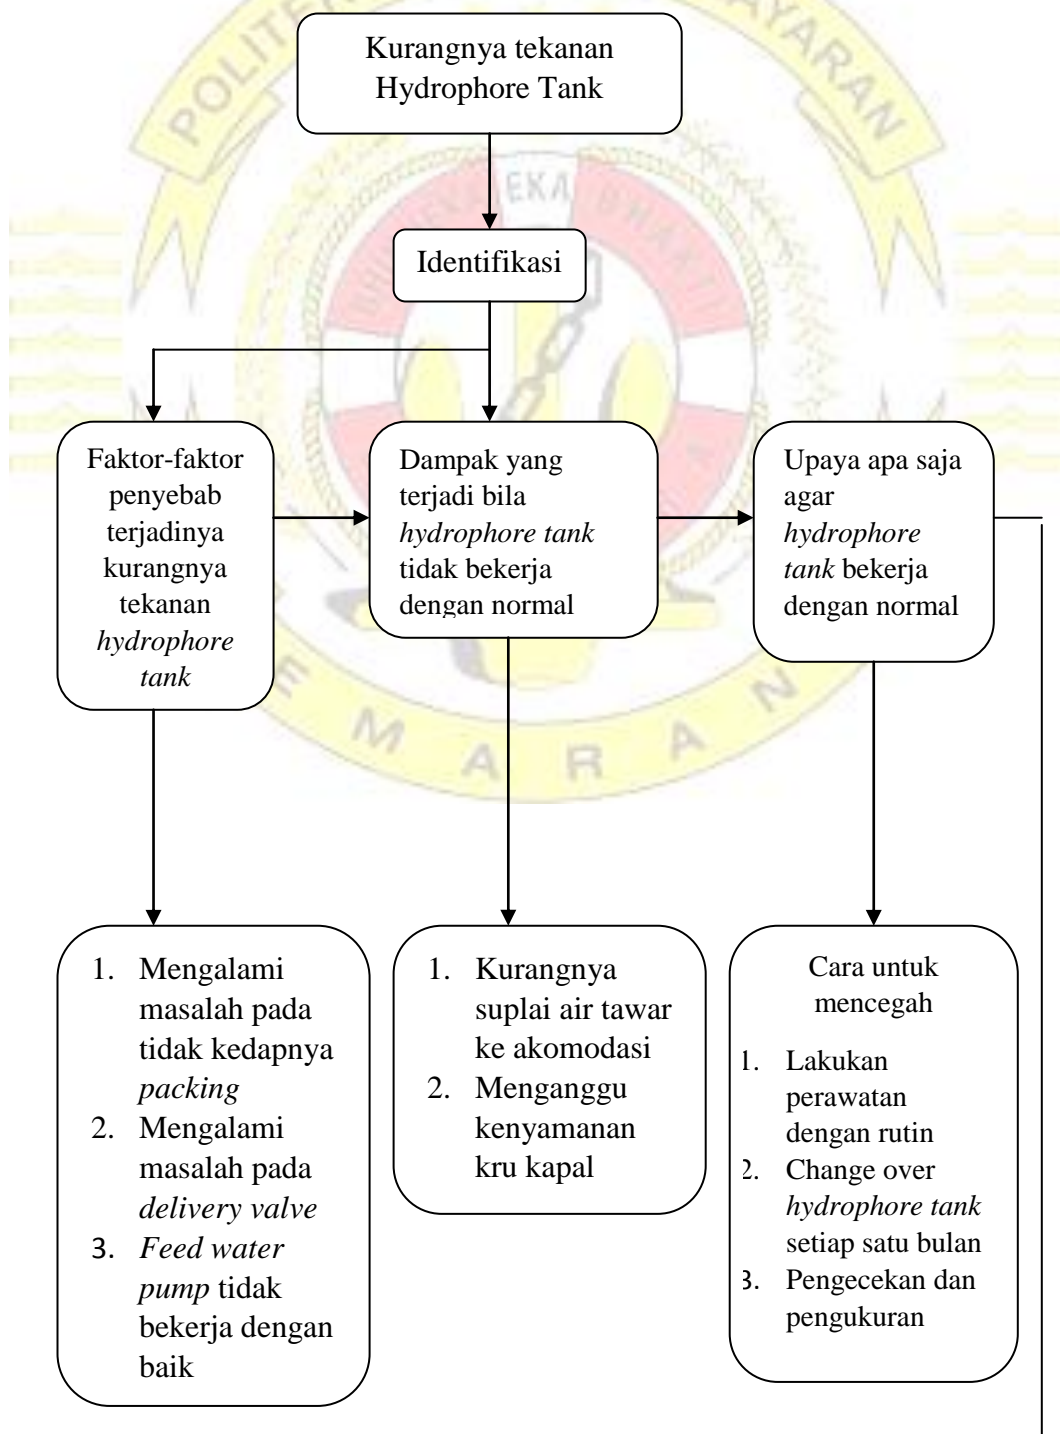 Kurangnya tekanan
Hydrophore Tank
EKA
Identifikasi
Faktor-faktor
penyebab
terjadinya
kurangnya
tekanan
hydrophore
tank
Dampak yang
terjadi bila
hydrophore tank
tidak bekerja
dengan normal
Upaya apa saja
agar
hydrophore
tank bekerja
dengan normal
M A R A N
1. Mengalami
masalah pada
tidak kedapnya
packing
2. Mengalami
masalah pada
delivery valve
3. Feed water
pump tidak
bekerja dengan
baik
1. Kurangnya
suplai air tawar
ke akomodasi
2. Menganggu
kenyamanan
kru kapal
Cara untuk
mencegah
1. Lakukan
perawatan
dengan rutin
2. Change over
hydrophore tank
setiap satu bulan
3. Pengecekan dan
pengukuran